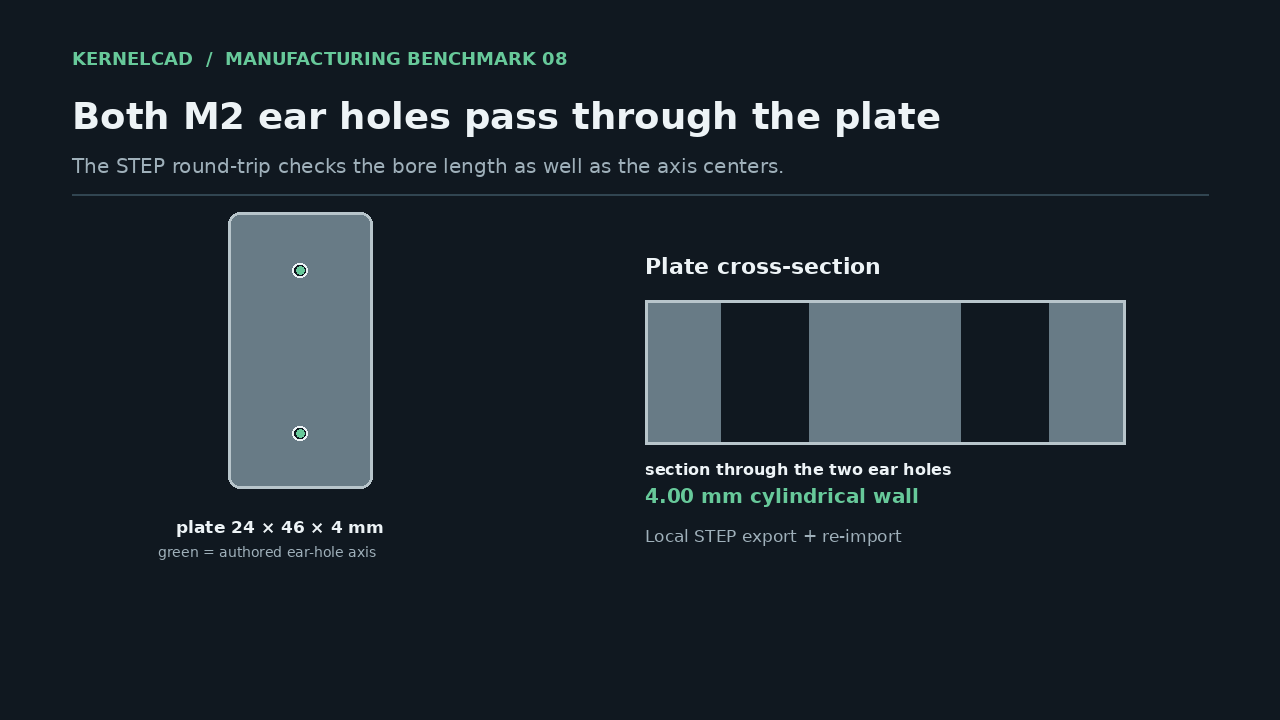 KERNELCAD / MANUFACTURING BENCHMARK 08
Both M2 ear holes pass through the plate
The STEP round-trip checks the bore length as well as the axis centers.
Plate cross-section
section through the two ear holes
4.00 mm cylindrical wall
Local STEP export + re-import
plate 24 × 46 × 4 mm
green = authored ear-hole axis